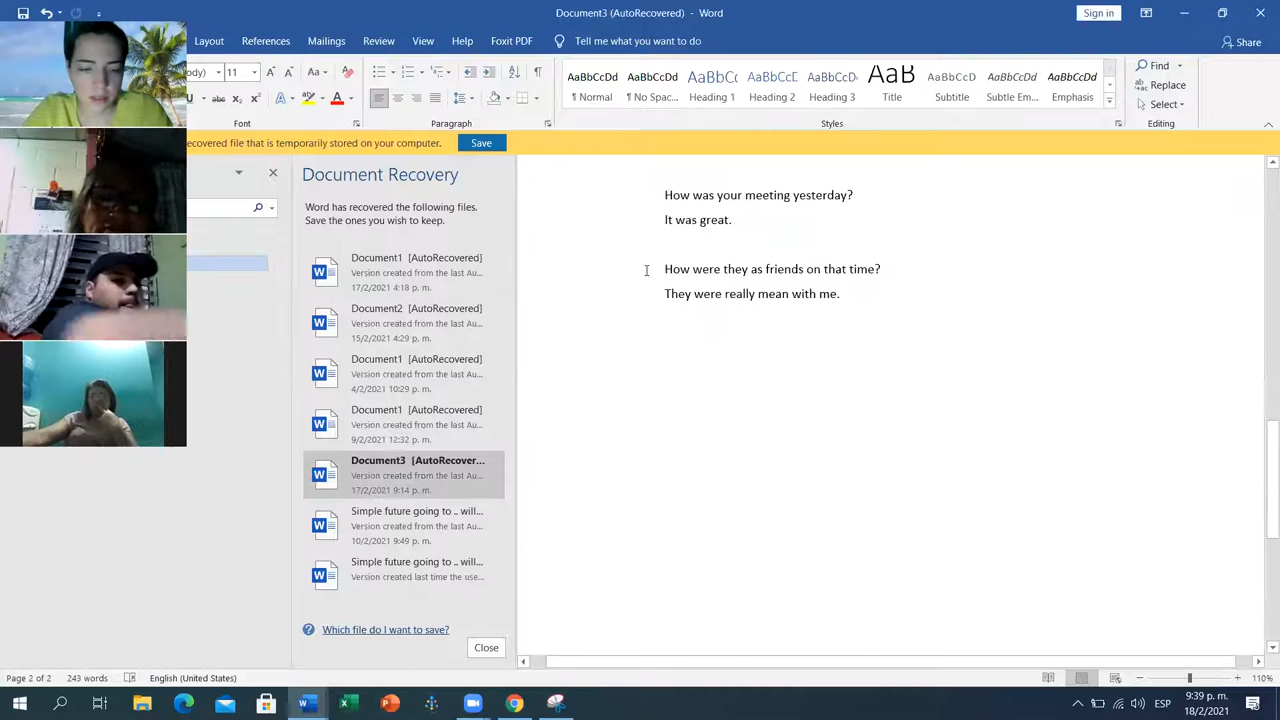 Document3 (AutoRecovered) - Word
Sign in
Layout References Mailings Review View Help Foxit PDF Tell me what you want to do
Share
11
Aa
AaBbCcDd AaBbCcDd AaBbC AaBbCcD AaBbCcD AaB AaBbCcD AaBbCcDd AaBbCcDd
¶ Normal ¶ No Spac... Heading 1 Heading 2 Heading 3 Title Subtitle Subtle Em... Emphasis
Find
Replace
Select
Font Paragraph Styles Editing
ecovered file that is temporarily stored on your computer. Save
Document Recovery
Word has recovered the following files.
Save the ones you wish to keep.
Document1 [AutoRecovered]
Version created from the last Au...
17/2/2021 4:18 p. m.
Document2 [AutoRecovered]
Version created from the last Au...
15/2/2021 4:29 p. m.
Document1 [AutoRecovered]
Version created from the last Au...
4/2/2021 10:29 p. m.
Document1 [AutoRecovered]
Version created from the last Au...
9/2/2021 12:32 p. m.
Document3 [AutoRecover...
Version created from the last Au...
17/2/2021 9:14 p. m.
Simple future going to .. will...
Version created from the last Au...
10/2/2021 9:49 p. m.
Simple future going to .. will...
Version created last time the use...
Which file do I want to save?
Close
How was your meeting yesterday?
It was great.
How were they as friends on that time?
They were really mean with me.
Page 2 of 2 243 words English (United States) 110%
ESP
9:39 p. m.
18/2/2021